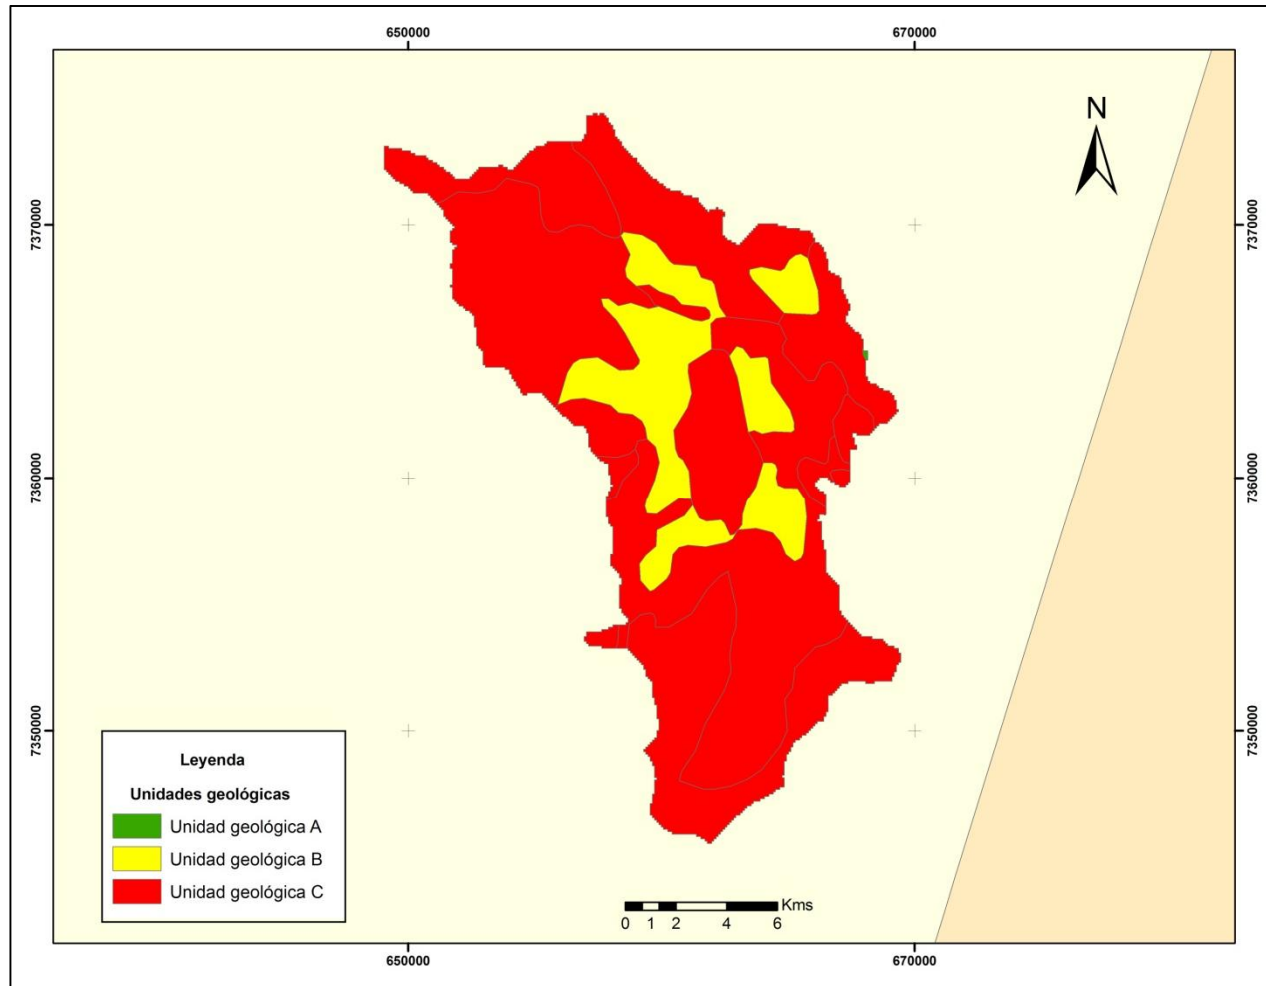 650000
670000
N
7370000
7370000
7360000
7360000
7350000
7350000
Leyenda
Unidades geológicas
Unidad geológica A
Unidad geológica B
Unidad geológica C
Kms
0 1 2 4 6
650000
670000